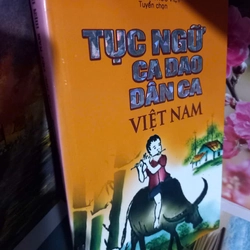 Tuyển chọn
TỤC NGỮ
CA DAO
DÂN CA
VIỆT NAM